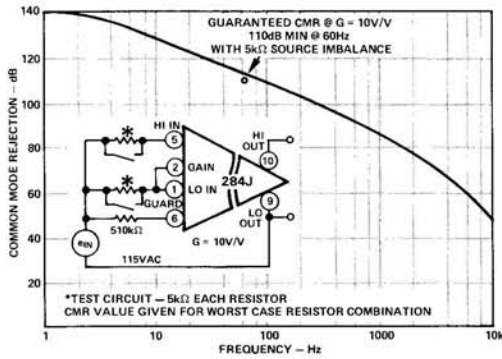 GUARANTEED CMR @ G = 10V/V
110dB MIN @ 60Hz
WITH 5kΩ SOURCE IMBALANCE
COMMON MODE REJECTION – dB
140
120
100
80
60
40
20
HI IN
*
5
2
GAIN
*
1
LO IN
GUARD
510kΩ
6
284J
HI
OUT
10
9
LO
OUT
G = 10V/V
eIN
115VAC
*TEST CIRCUIT – 5kΩ EACH RESISTOR
CMR VALUE GIVEN FOR WORST CASE RESISTOR COMBINATION
1
10
100
1000
10k
FREQUENCY – Hz